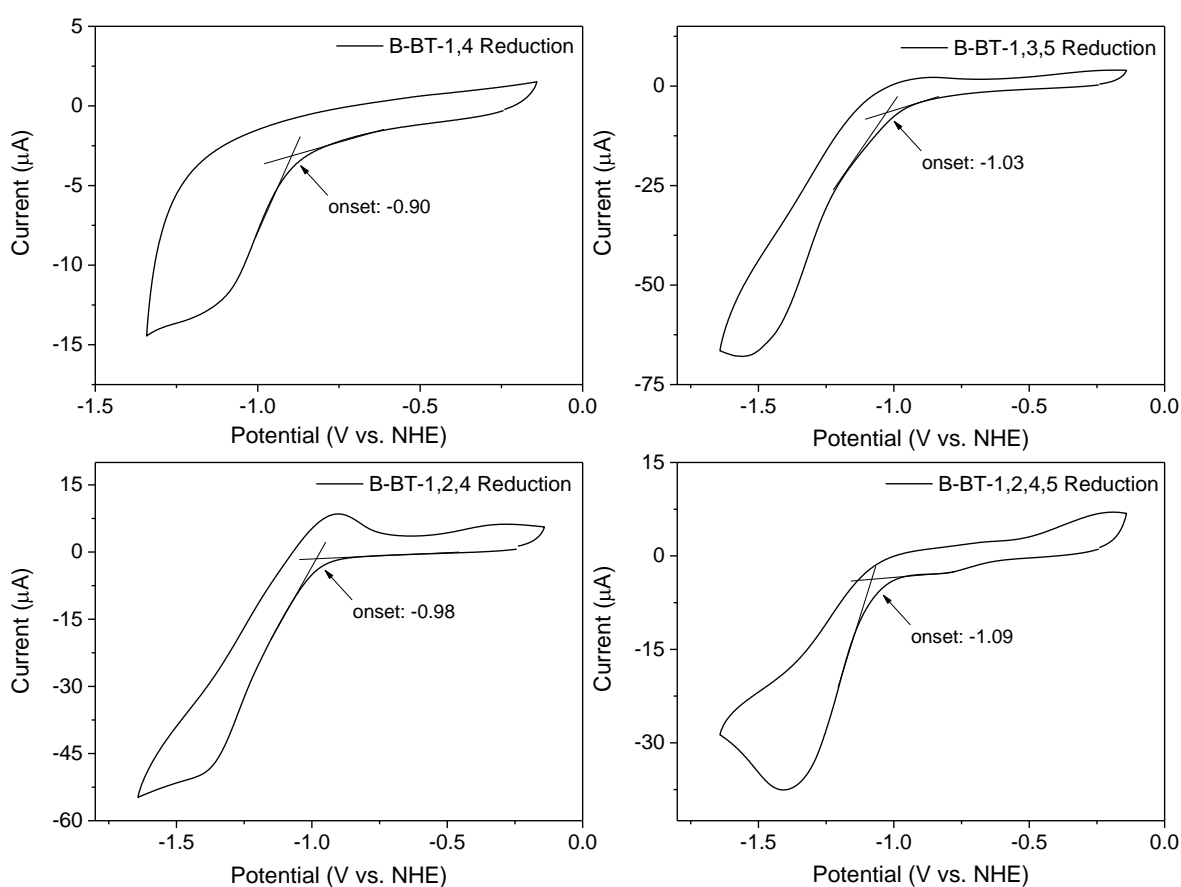 B-BT-1,4 Reduction
5
0
-5
-10
-15
Current (μA)
onset: -0.90
-1.5
-1.0
-0.5
0.0
Potential (V vs. NHE)
B-BT-1,3,5 Reduction
0
-25
-50
-75
Current (μA)
onset: -1.03
-1.5
-1.0
-0.5
0.0
Potential (V vs. NHE)
B-BT-1,2,4 Reduction
15
0
-15
-30
-45
-60
Current (μA)
onset: -0.98
-1.5
-1.0
-0.5
0.0
Potential (V vs. NHE)
B-BT-1,2,4,5 Reduction
15
0
-15
-30
Current (μA)
onset: -1.09
-1.5
-1.0
-0.5
0.0
Potential (V vs. NHE)